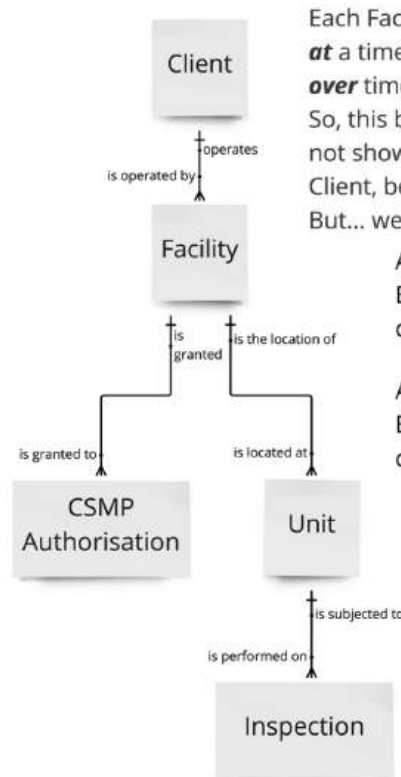 Each Fac
at a time
over time
So, this b
not show
Client, be
But... we
A
E
c
A
E
c
Client
operates
is operated by
Facility
is
granted
is the location of
is granted to
is located at
CSMP
Authorisation
Unit
is subjected to
is performed on
Inspection